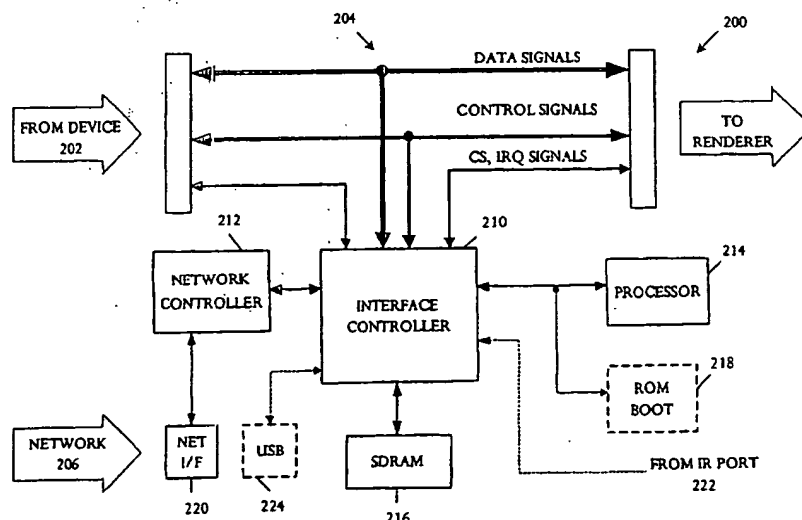 204
200
DATA SIGNALS
FROM DEVICE
202
CONTROL SIGNALS
TO
RENDERER
CS, IRQ SIGNALS
212
210
214
NETWORK
CONTROLLER
INTERFACE
CONTROLLER
PROCESSOR
218
ROM
BOOT
NETWORK
206
NET
I/F
USB
SDRAM
FROM IR PORT
222
220
224
216